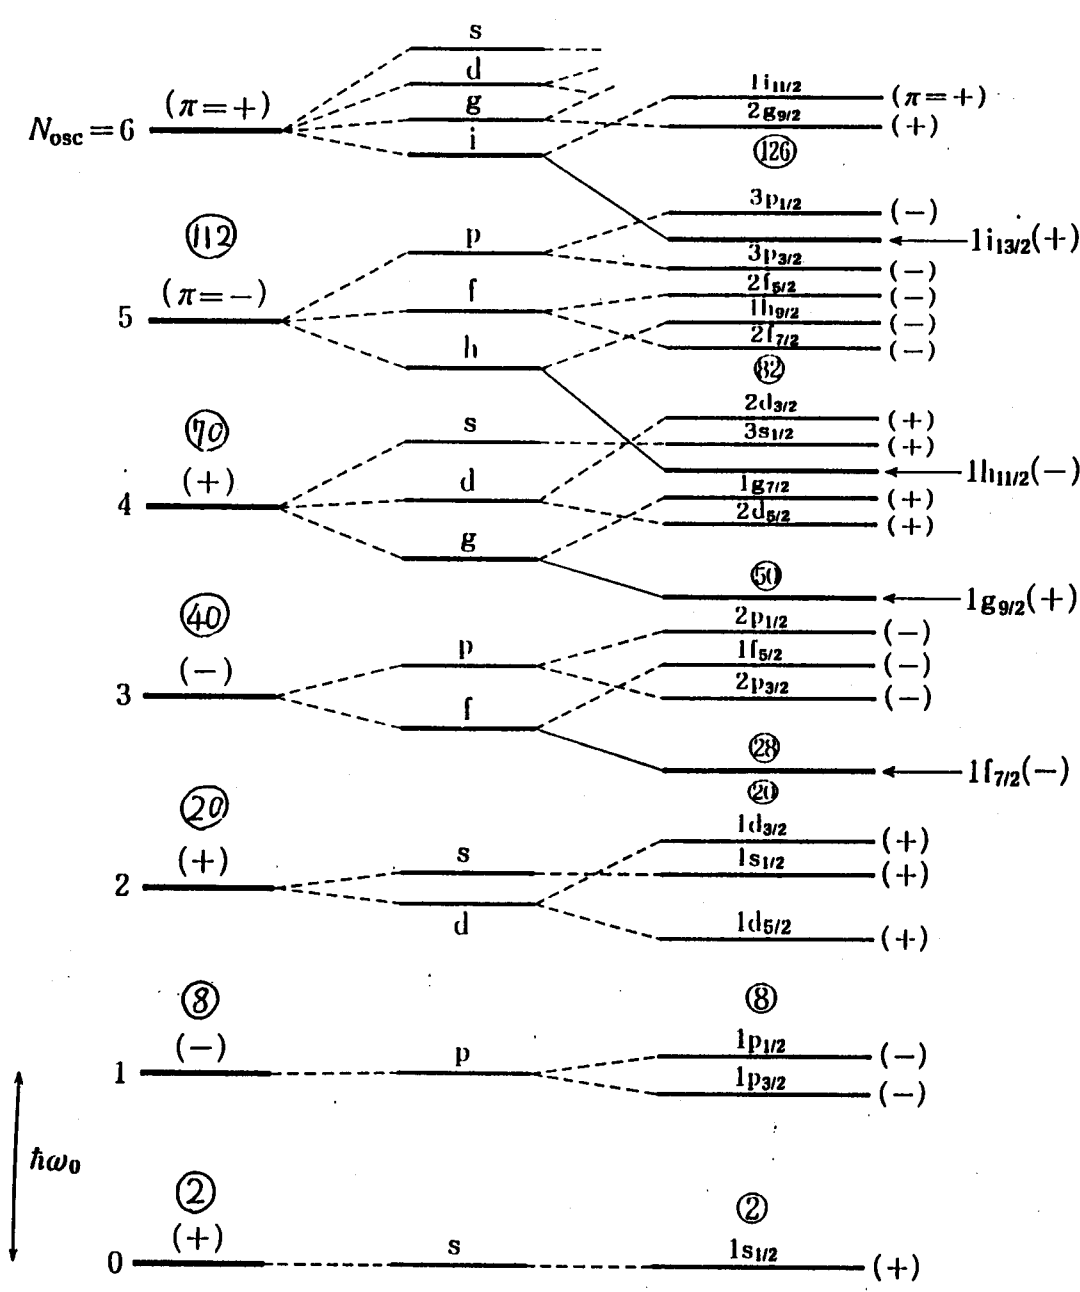 s
d
1i11/2
(π=+)
g
2g9/2
(π=+)
(+)
Nosc=6
i
126
3p1/2
(−)
112
p
1i13/2(+)
3p3/2
(−)
(π=−)
f
2f5/2
(−)
5
1h9/2
(−)
h
2f7/2
(−)
82
70
s
2d3/2
(+)
3s1/2
(+)
(+)
d
1h11/2(−)
4
1g7/2
(+)
g
2d5/2
(+)
50
1g9/2(+)
40
2p1/2
(−)
(−)
p
1f5/2
(−)
3
f
2p3/2
(−)
28
1f7/2(−)
20
20
1d3/2
(+)
(+)
s
1s1/2
(+)
2
d
1d5/2
(+)
8
8
(−)
1p1/2
(−)
1
p
1p3/2
(−)
ħω0
2
2
(+)
0
s
1s1/2
(+)